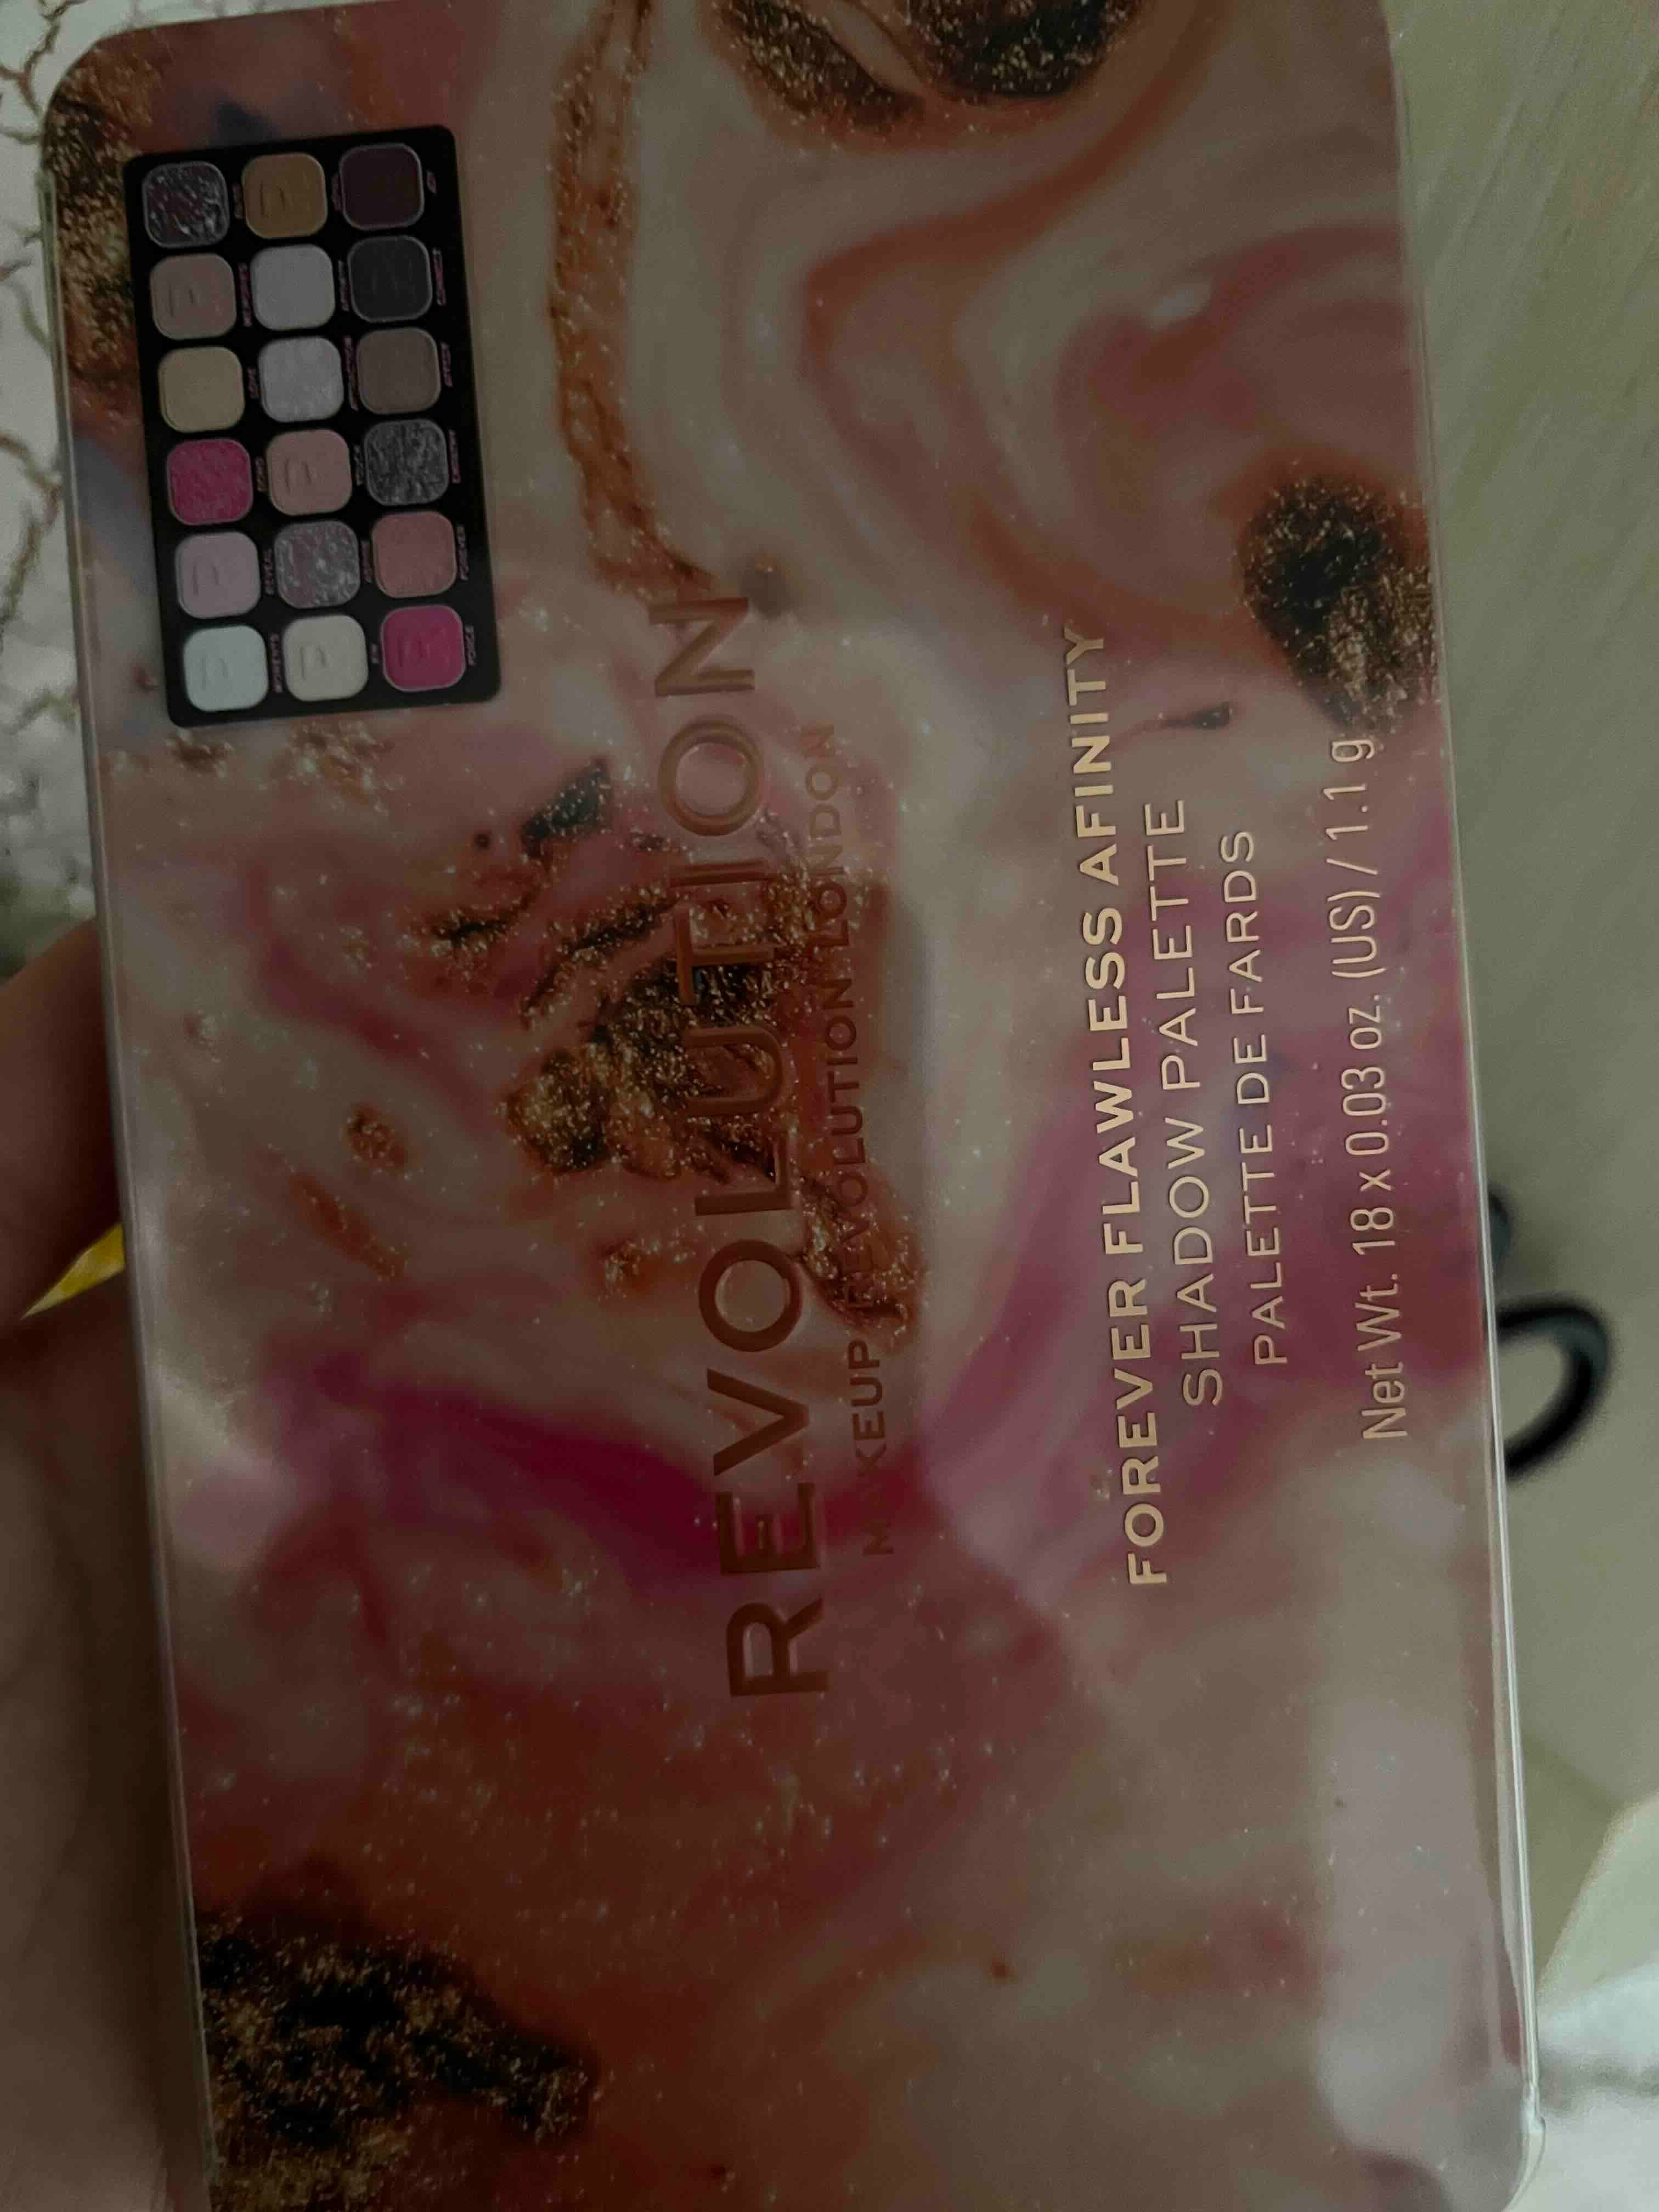 REVOLUTION
MAKEUP REVOLUTION LONDON
FOREVER FLAWLESS AFINITY
SHADOW PALETTE
PALETTE DE FARDS
Net Wt. 18 x 0.03 oz. (US) / 1.1 g